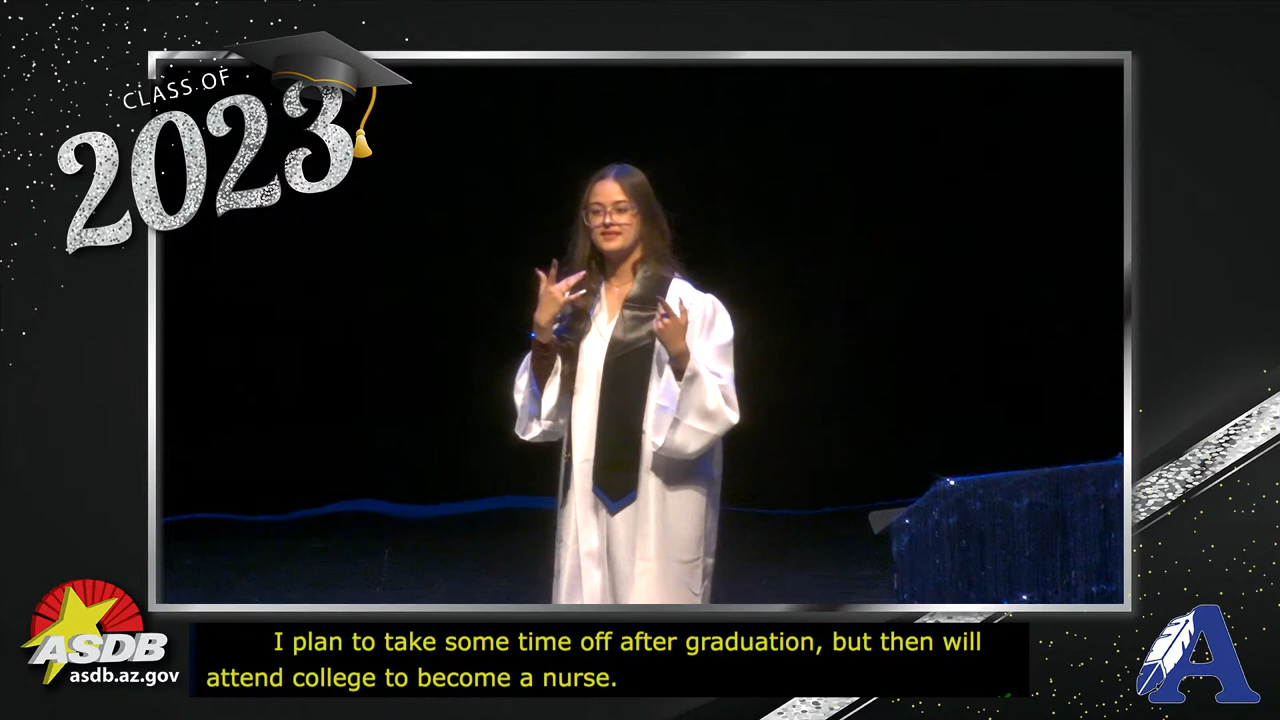 CLASS OF
2023
I plan to take some time off after graduation, but then will
attend college to become a nurse.
ASDB
asdb.az.gov
A